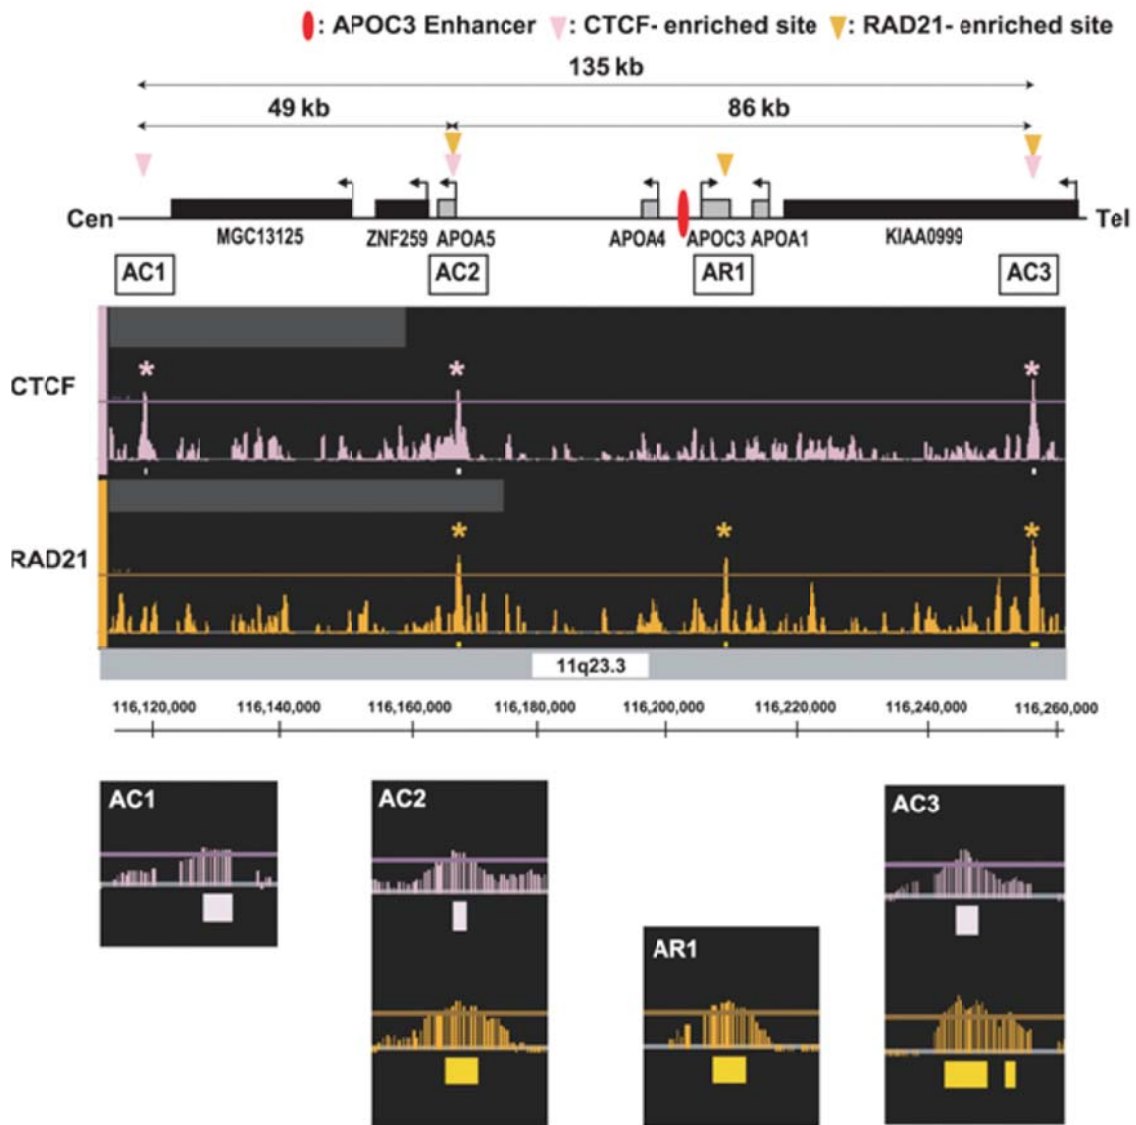 : APOC3 Enhancer : CTCF- enriched site : RAD21- enriched site
135 kb
49 kb 86 kb
Cen Tel
MGC13125 ZNF259 APOA5 APOA4 APOC3 APOA1 KIAA0999
AC1 AC2 AR1 AC3
CTCF
RAD21
11q23.3
116,120,000 116,140,000 116,160,000 116,180,000 116,200,000 116,220,000 116,240,000 116,260,000
AC1 AC2 AC3
AR1